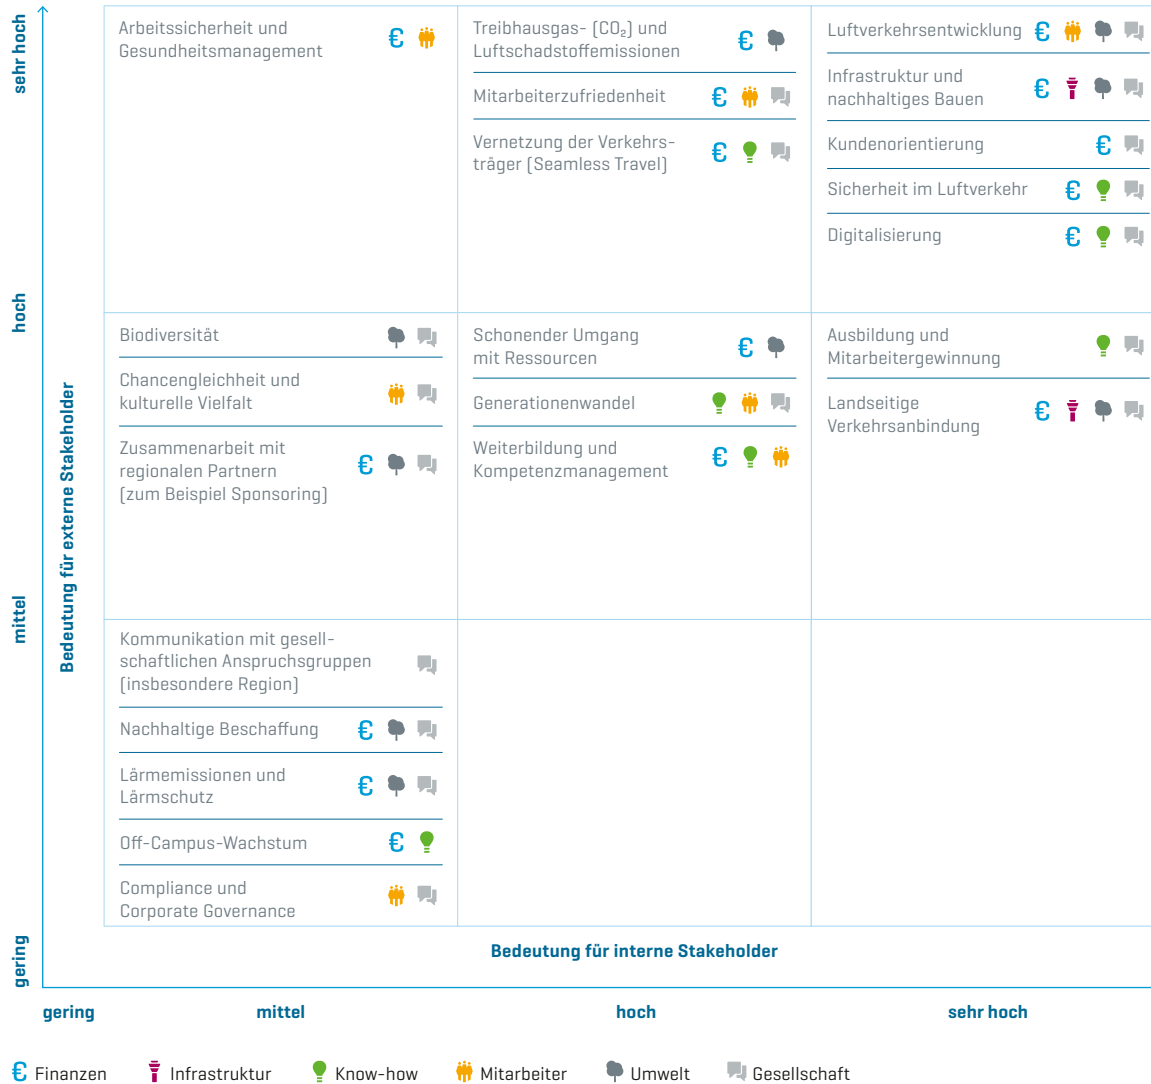 sehr hoch
hoch
mittel
gering
Bedeutung für externe Stakeholder
Arbeitssicherheit und
Gesundheitsmanagement
Treibhausgas- (CO₂) und
Luftschadstoffemissionen
Mitarbeiterzufriedenheit
Vernetzung der Verkehrs-
träger (Seamless Travel)
Luftverkehrsentwicklung
Infrastruktur und
nachhaltiges Bauen
Kundenorientierung
Sicherheit im Luftverkehr
Digitalisierung
Biodiversität
Chancengleichheit und
kulturelle Vielfalt
Zusammenarbeit mit
regionalen Partnern
(zum Beispiel Sponsoring)
Schonender Umgang
mit Ressourcen
Generationenwandel
Weiterbildung und
Kompetenzmanagement
Ausbildung und
Mitarbeitergewinnung
Landseitige
Verkehrsanbindung
Kommunikation mit gesell-
schaftlichen Anspruchsgruppen
(insbesondere Region)
Nachhaltige Beschaffung
Lärmemissionen und
Lärmschutz
Off-Campus-Wachstum
Compliance und
Corporate Governance
Bedeutung für interne Stakeholder
gering mittel hoch sehr hoch
€ Finanzen Infrastruktur Know-how Mitarbeiter Umwelt Gesellschaft